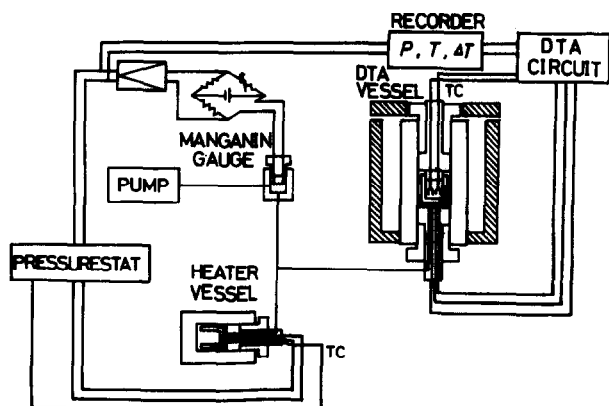 RECORDER
P, T, ΔT
DTA
CIRCUIT
DTA
VESSEL
TC
MANGANIN
GAUGE
PUMP
PRESSURESTAT
HEATER
VESSEL
TC